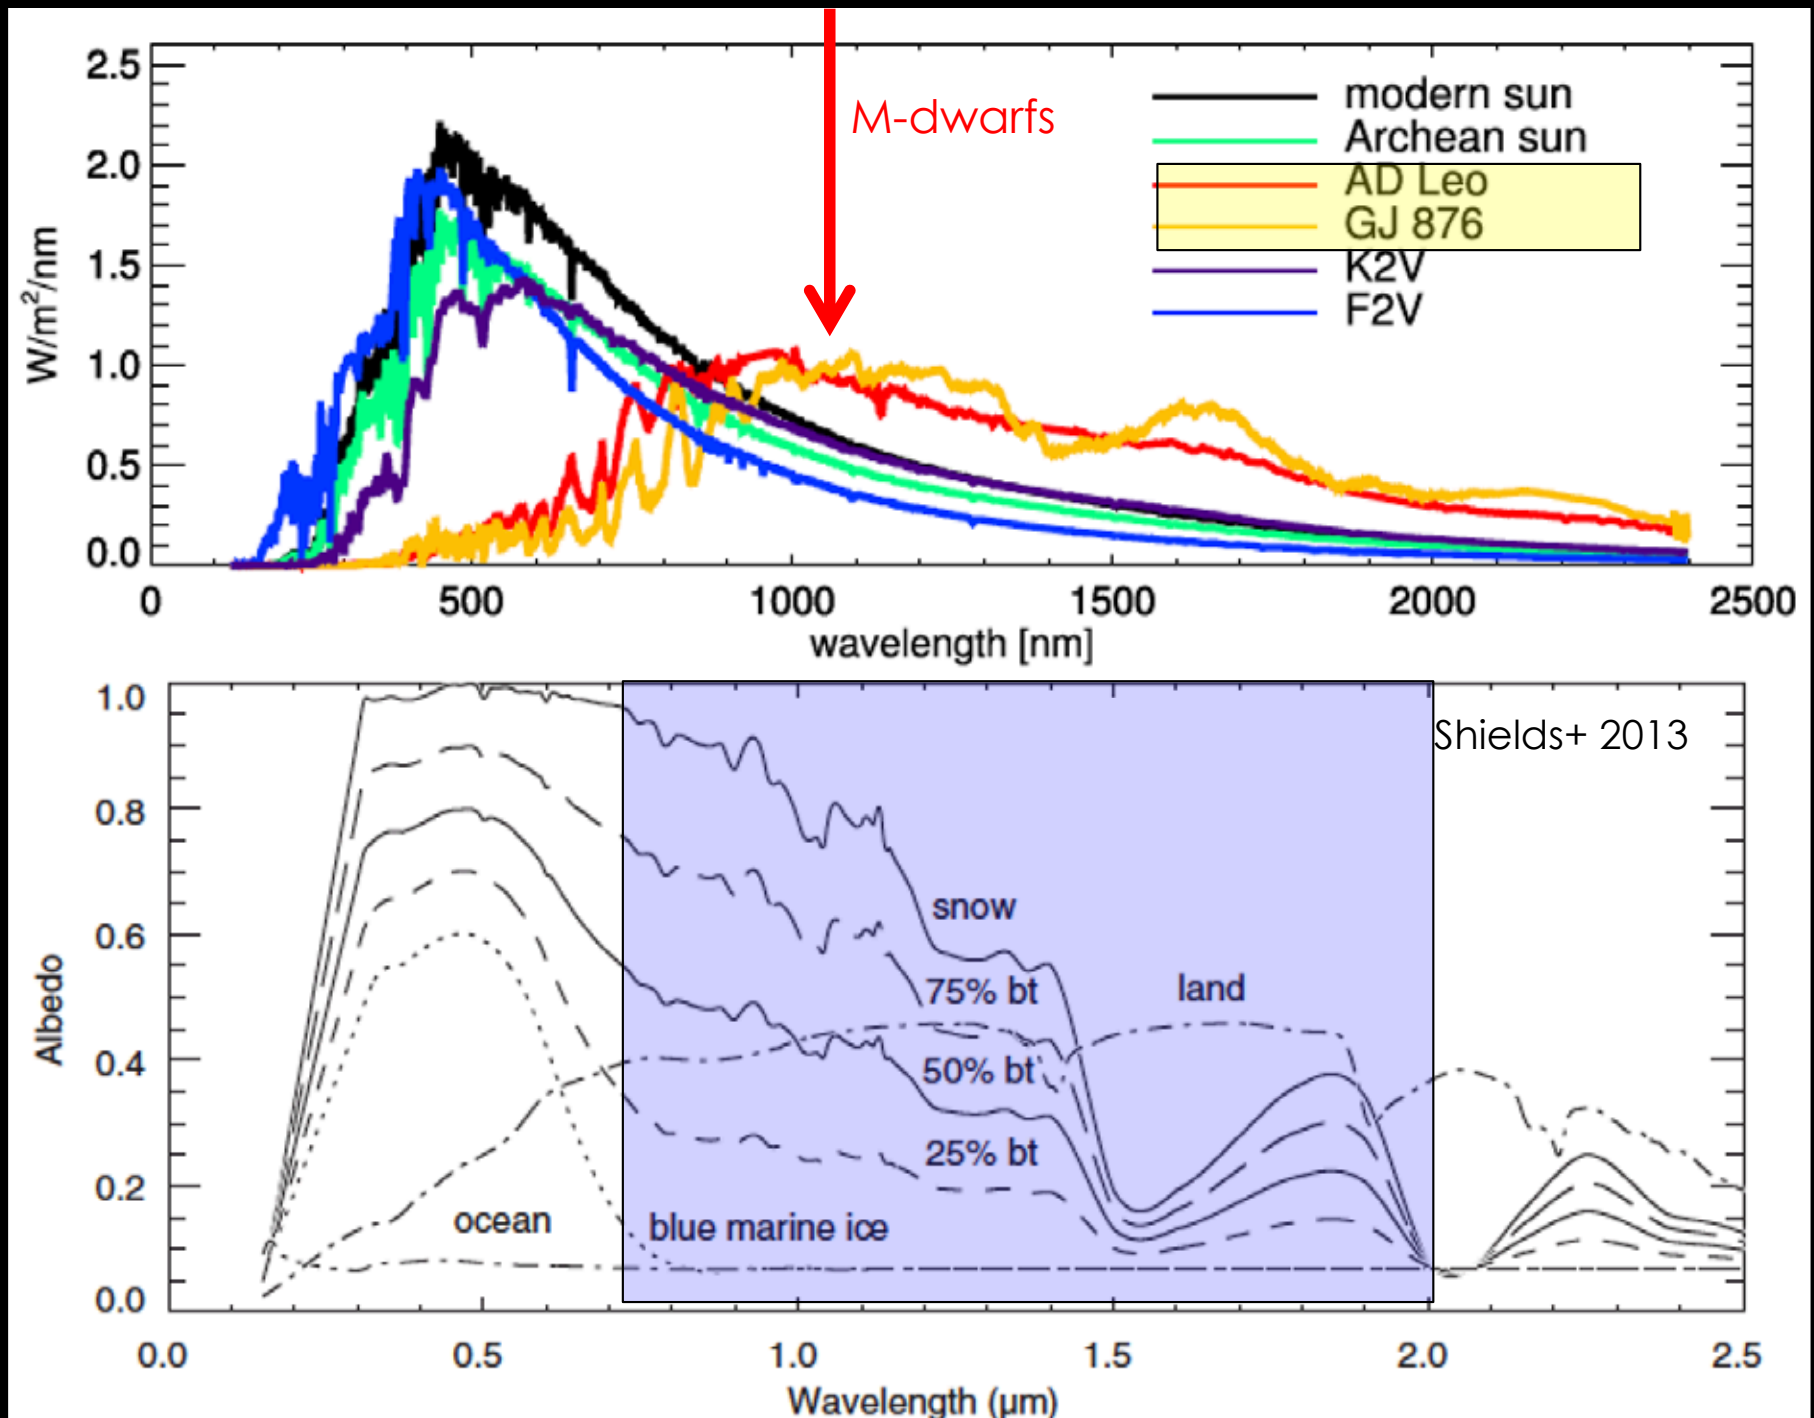 2.5
2.0
1.5
1.0
0.5
0.0
W/m²/nm
M-dwarfs
modern sun
Archean sun
AD Leo
GJ 876
K2V
F2V
0 500 1000 1500 2000 2500
wavelength [nm]
1.0
0.8
0.6
0.4
0.2
0.0
Albedo
Shields+ 2013
snow
75% bt
land
50% bt
25% bt
ocean
blue marine ice
0.0 0.5 1.0 1.5 2.0 2.5
Wavelength (μm)